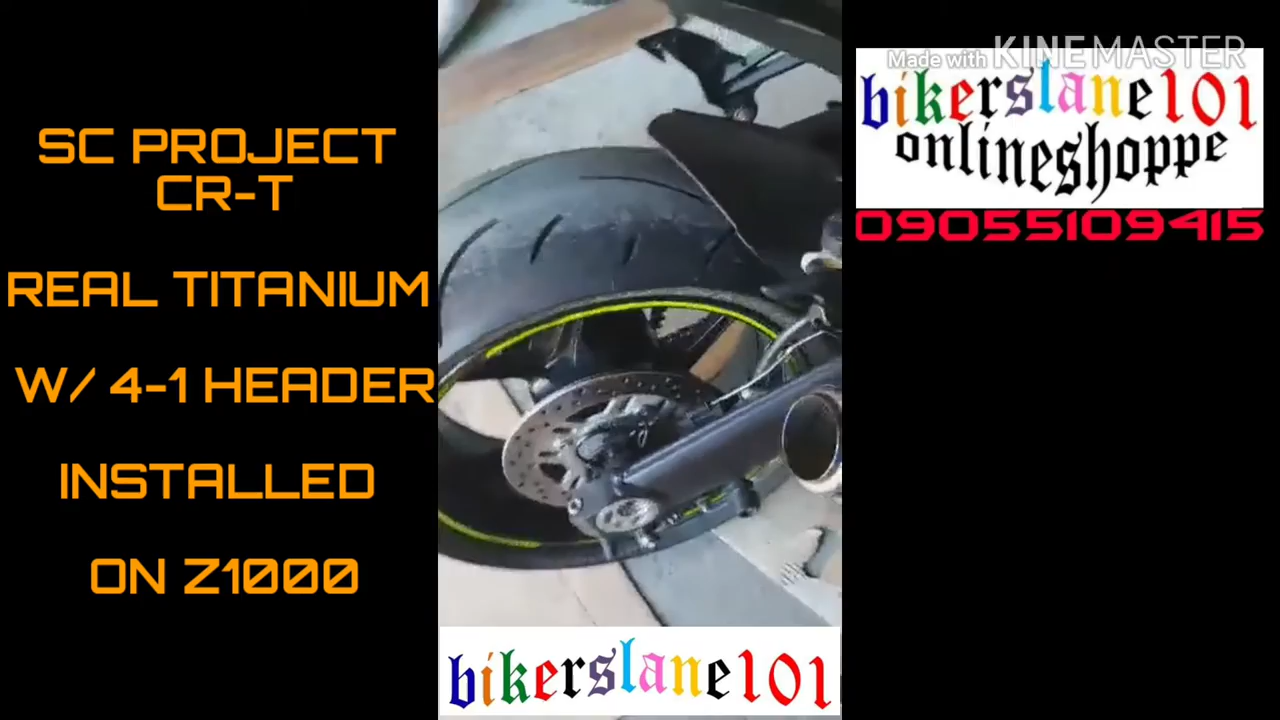 SC PROJECT
CR-T
REAL TITANIUM
W/ 4-1 HEADER
INSTALLED
ON Z1000
Made with KINEMASTER
bikerslane101
onlineshoppe
09055109415
bikerslane101